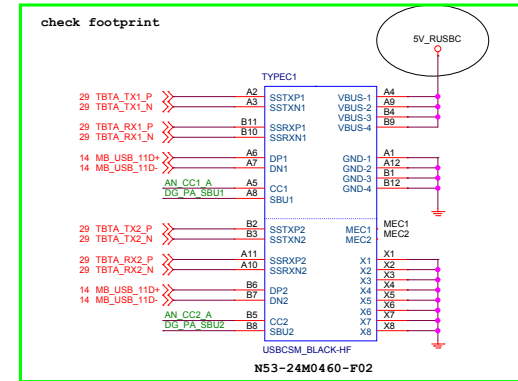 check footprint
5V_RUSBC
TYPEC1
29 TBTA_TX1_P A2 SSTXP1 VBUS-1 A4
29 TBTA_TX1_N A3 SSTXN1 VBUS-2 A9
VBUS-3 B4
29 TBTA_RX1_P B11 SSRXP1 VBUS-4 B9
29 TBTA_RX1_N B10 SSRXN1
14 MB_USB_11D+ A6 DP1 GND-1 A1
14 MB_USB_11D- A7 DN1 GND-2 A12
GND-3 B1
AN_CC1_A A5 CC1 GND-4 B12
DG_PA_SBU1 A8 SBU1
29 TBTA_TX2_P B2 SSTXP2 MEC1 MEC1
29 TBTA_TX2_N B3 SSTXN2 MEC2 MEC2
29 TBTA_RX2_P A11 SSRXP2 X1 X1
29 TBTA_RX2_N A10 SSRXN2 X2 X2
X3 X3
14 MB_USB_11D+ B6 DP2 X4 X4
14 MB_USB_11D- B7 DN2 X5 X5
X6 X6
AN_CC2_A B5 CC2 X7 X7
DG_PA_SBU2 B8 SBU2 X8 X8
USBCSM_BLACK-HF
N53-24M0460-F02